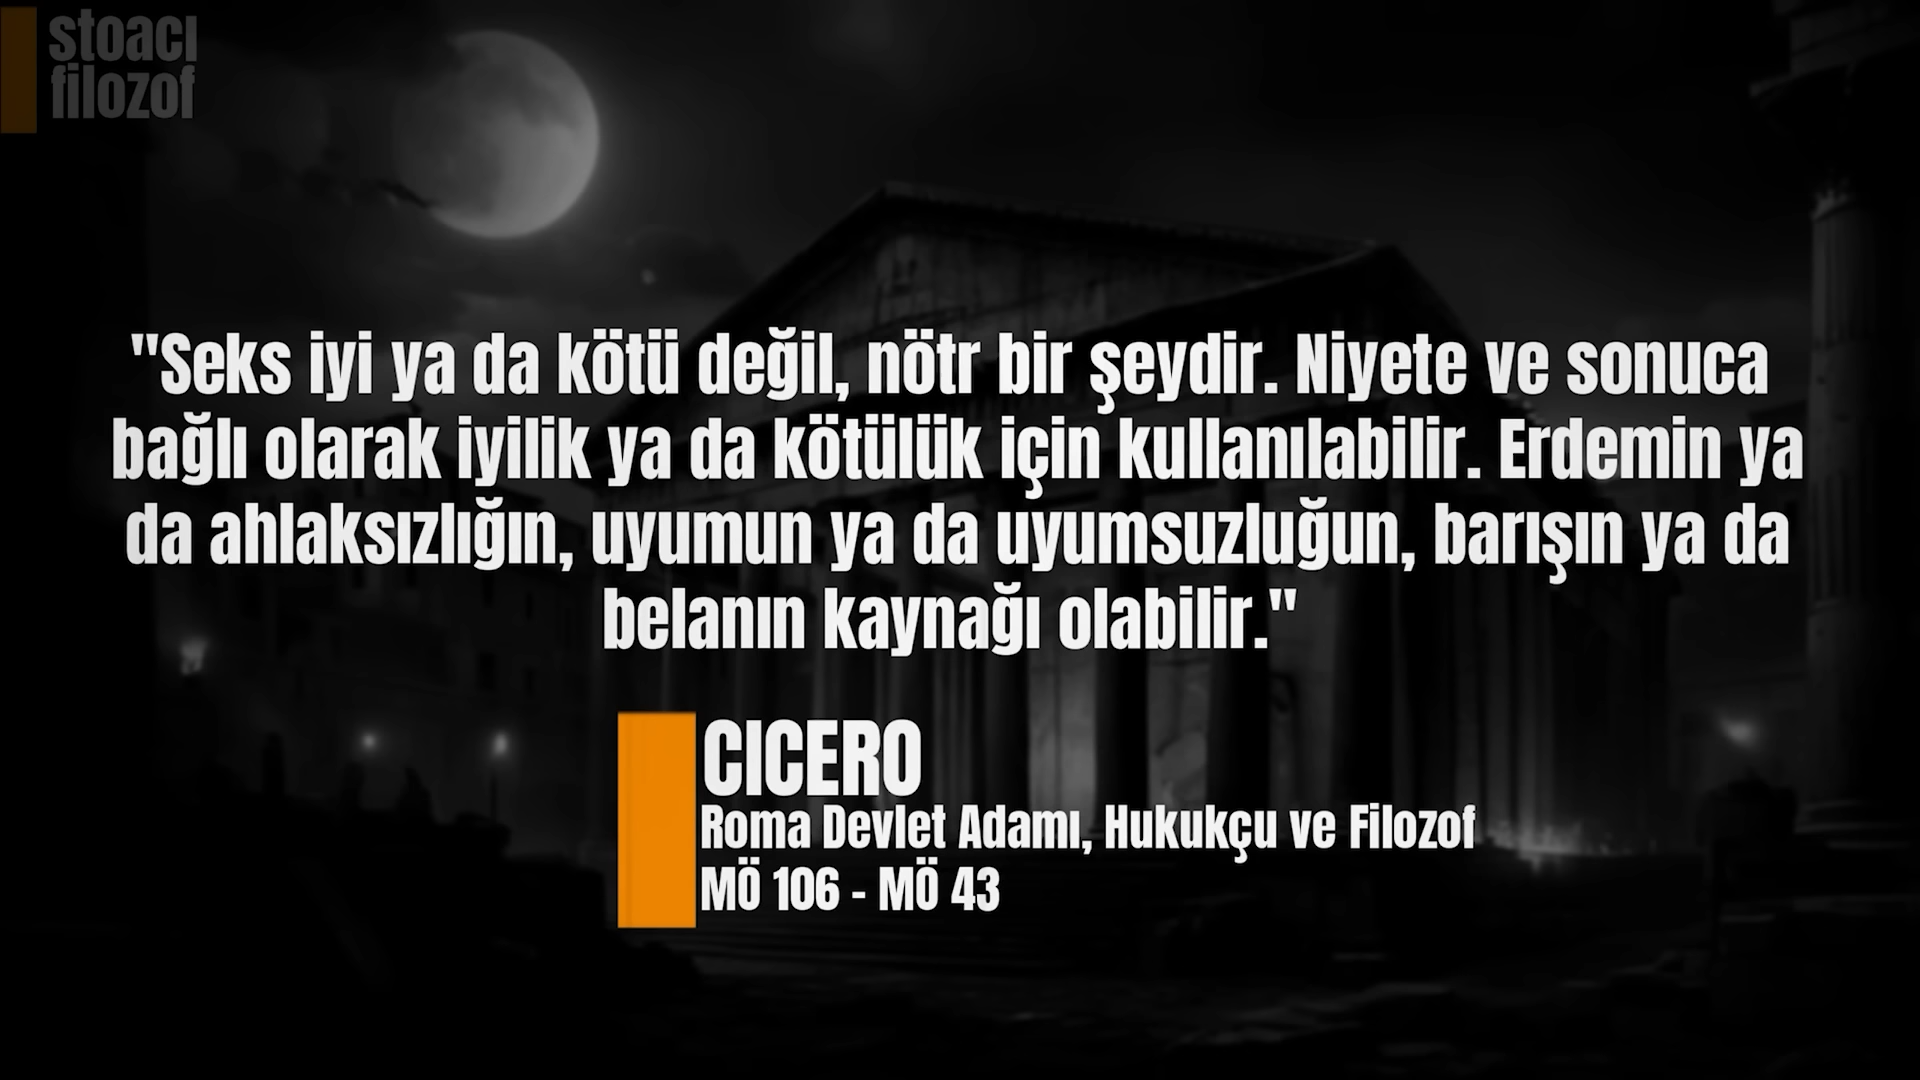 stoacı
filozof
"Seks iyi ya da kötü değil, nötr bir şeydir. Niyete ve sonuca
bağlı olarak iyilik ya da kötülük için kullanılabilir. Erdemin ya
da ahlaksızlığın, uyumun ya da uyumsuzluğun, barışın ya da
belanın kaynağı olabilir."
CICERO
Roma Devlet Adamı, Hukukçu ve Filozof
MÖ 106 - MÖ 43